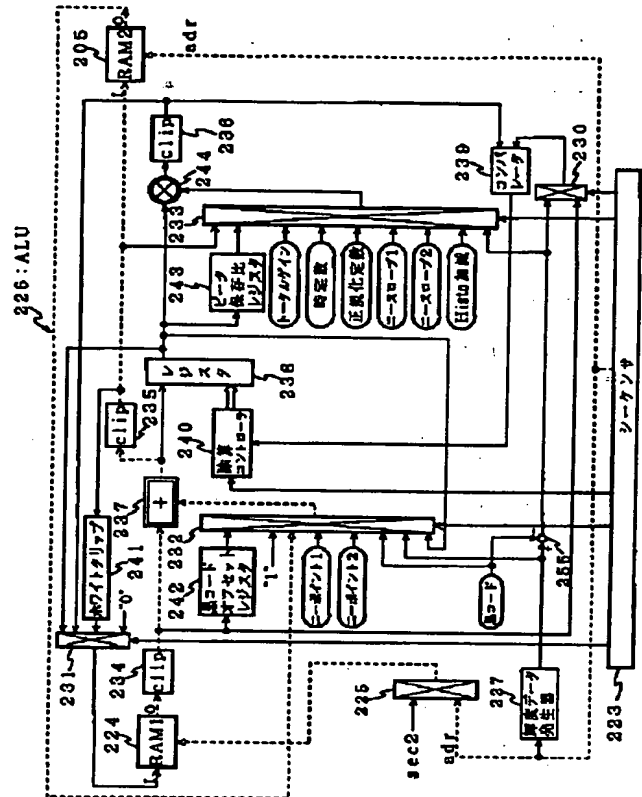 226:ALU
205
RAM2
I
O
adr
clip
236
244
233
コンパレータ
239
230
243
ピーク保存比レジスタ
トータルゲイン
時定数
正規化定数
ニースロープ1
ニースロープ2
Histo加減
レジスタ
238
clip
235
237
+
240
演算コントローラ
232
ホワイトクリップ
241
242
黒コードオフセットレジスタ
"1"
ニーポイント1
ニーポイント2
黒コード
255
"0"
231
clip
234
RAM1
I
O
224
225
sec2
adr
輝度データ発生器
227
シーケンサ
223